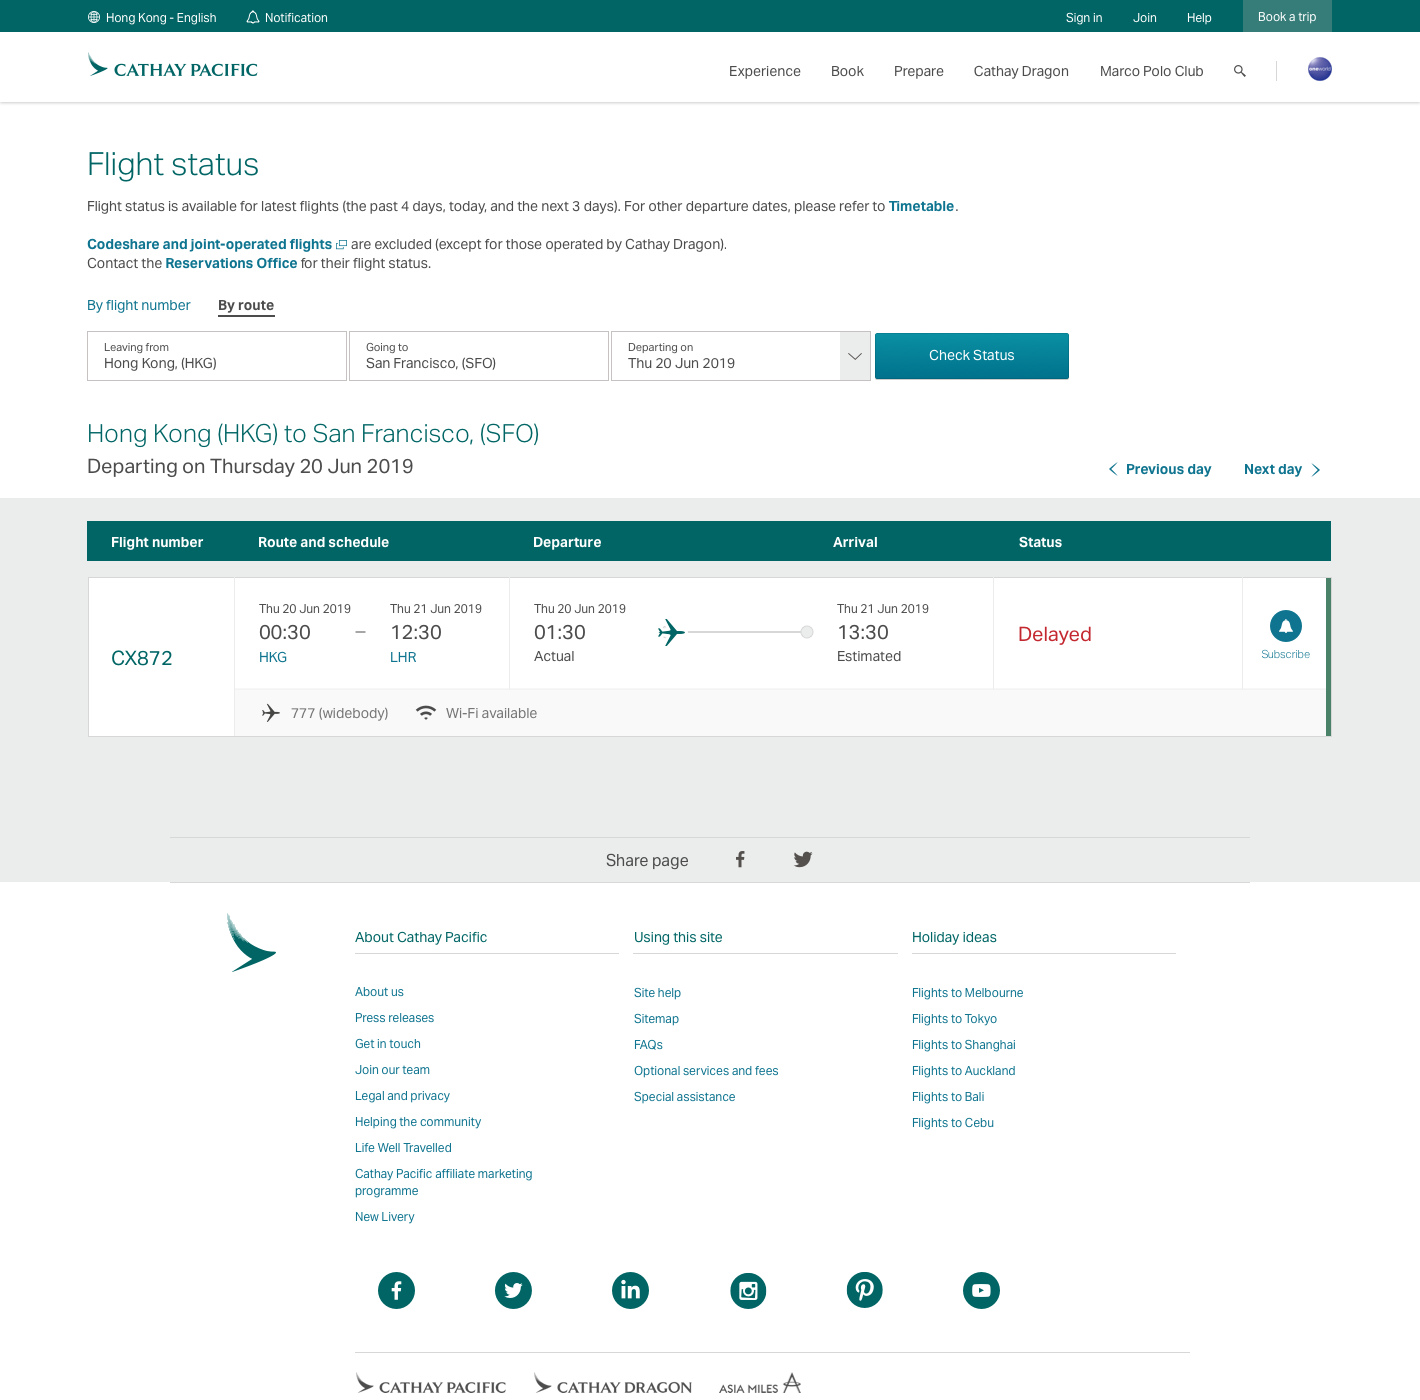 Hong Kong - English Notification Sign in Join Help Book a trip
CATHAY PACIFIC Experience Book Prepare Cathay Dragon Marco Polo Club oneworld
Flight status
Flight status is available for latest flights (the past 4 days, today, and the next 3 days). For other departure dates, please refer to Timetable.
Codeshare and joint-operated flights are excluded (except for those operated by Cathay Dragon).
Contact the Reservations Office for their flight status.
By flight number By route
Leaving from Going to Departing on
Hong Kong, (HKG) San Francisco, (SFO) Thu 20 Jun 2019 Check Status
Hong Kong (HKG) to San Francisco, (SFO)
Departing on Thursday 20 Jun 2019 Previous day Next day
Flight number Route and schedule Departure Arrival Status
Thu 20 Jun 2019 Thu 21 Jun 2019 Thu 20 Jun 2019 Thu 21 Jun 2019
00:30 – 12:30 01:30 13:30 Delayed
CX872 HKG LHR Actual Estimated Subscribe
777 (widebody) Wi-Fi available
Share page
About Cathay Pacific Using this site Holiday ideas
About us Site help Flights to Melbourne
Press releases Sitemap Flights to Tokyo
Get in touch FAQs Flights to Shanghai
Join our team Optional services and fees Flights to Auckland
Legal and privacy Special assistance Flights to Bali
Helping the community Flights to Cebu
Life Well Travelled
Cathay Pacific affiliate marketing
programme
New Livery
CATHAY PACIFIC CATHAY DRAGON ASIA MILES